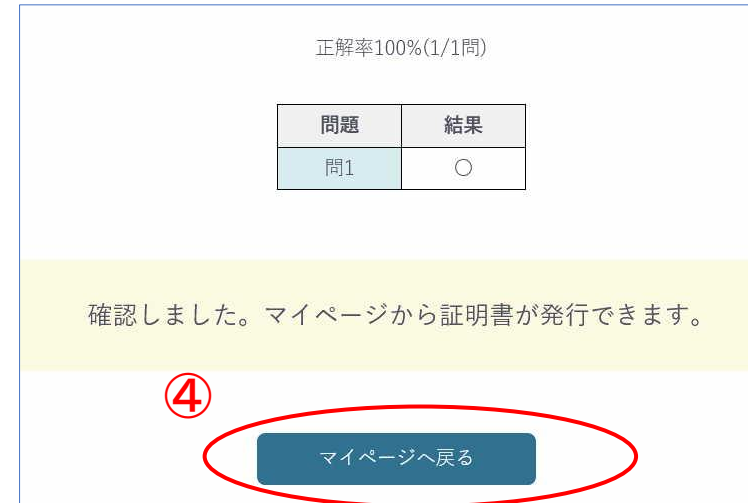 正解率100%(1/1問)
問題 結果
問1 ○
確認しました。マイページから証明書が発行できます。
④
マイページへ戻る